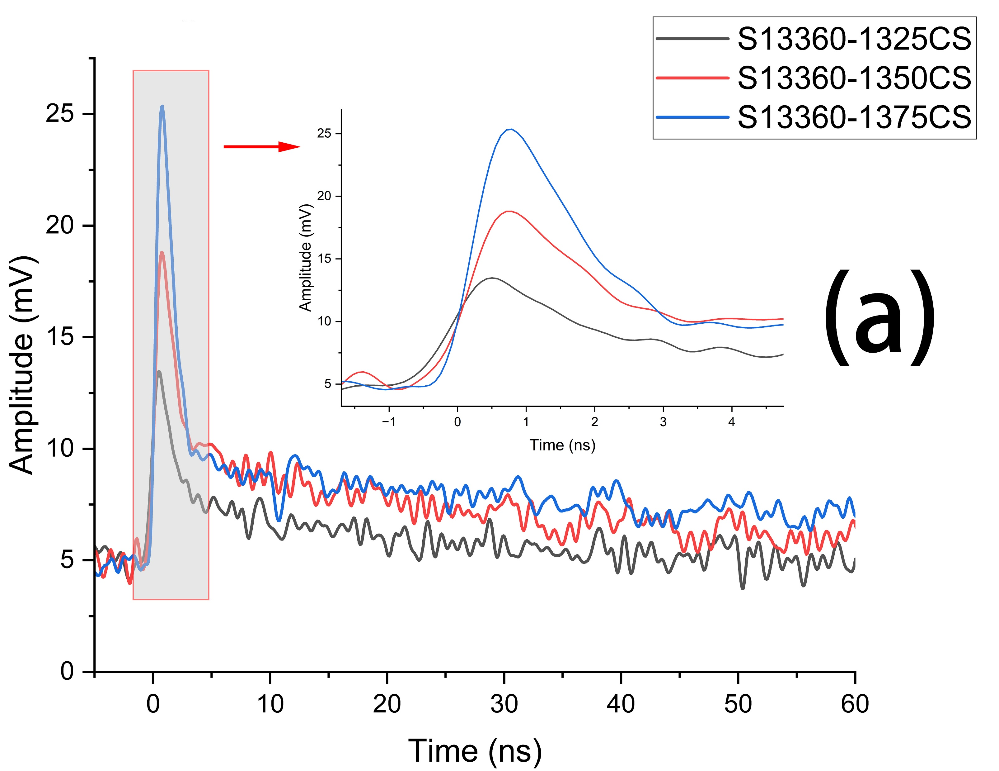 S13360-1325CS
S13360-1350CS
S13360-1375CS
Amplitude (mV)
25
20
15
10
5
0
0 10 20 30 40 50 60
Time (ns)
Amplitude (mV)
25
20
15
10
5
−1 0 1 2 3 4
Time (ns)
(a)